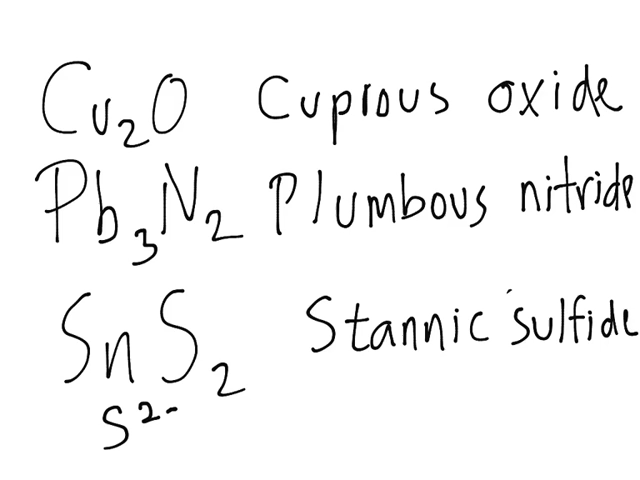 Cu₂O Cuprous oxide
Pb₃N₂ Plumbous nitride
SnS₂ Stannic sulfide
S²⁻